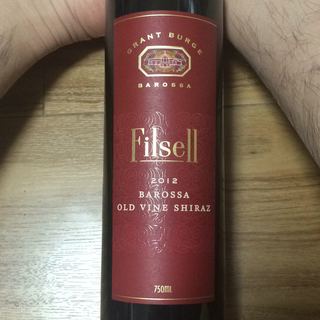 GRANT BURGE
BAROSSA
Filsell
2012
BAROSSA
OLD VINE SHIRAZ
750ML